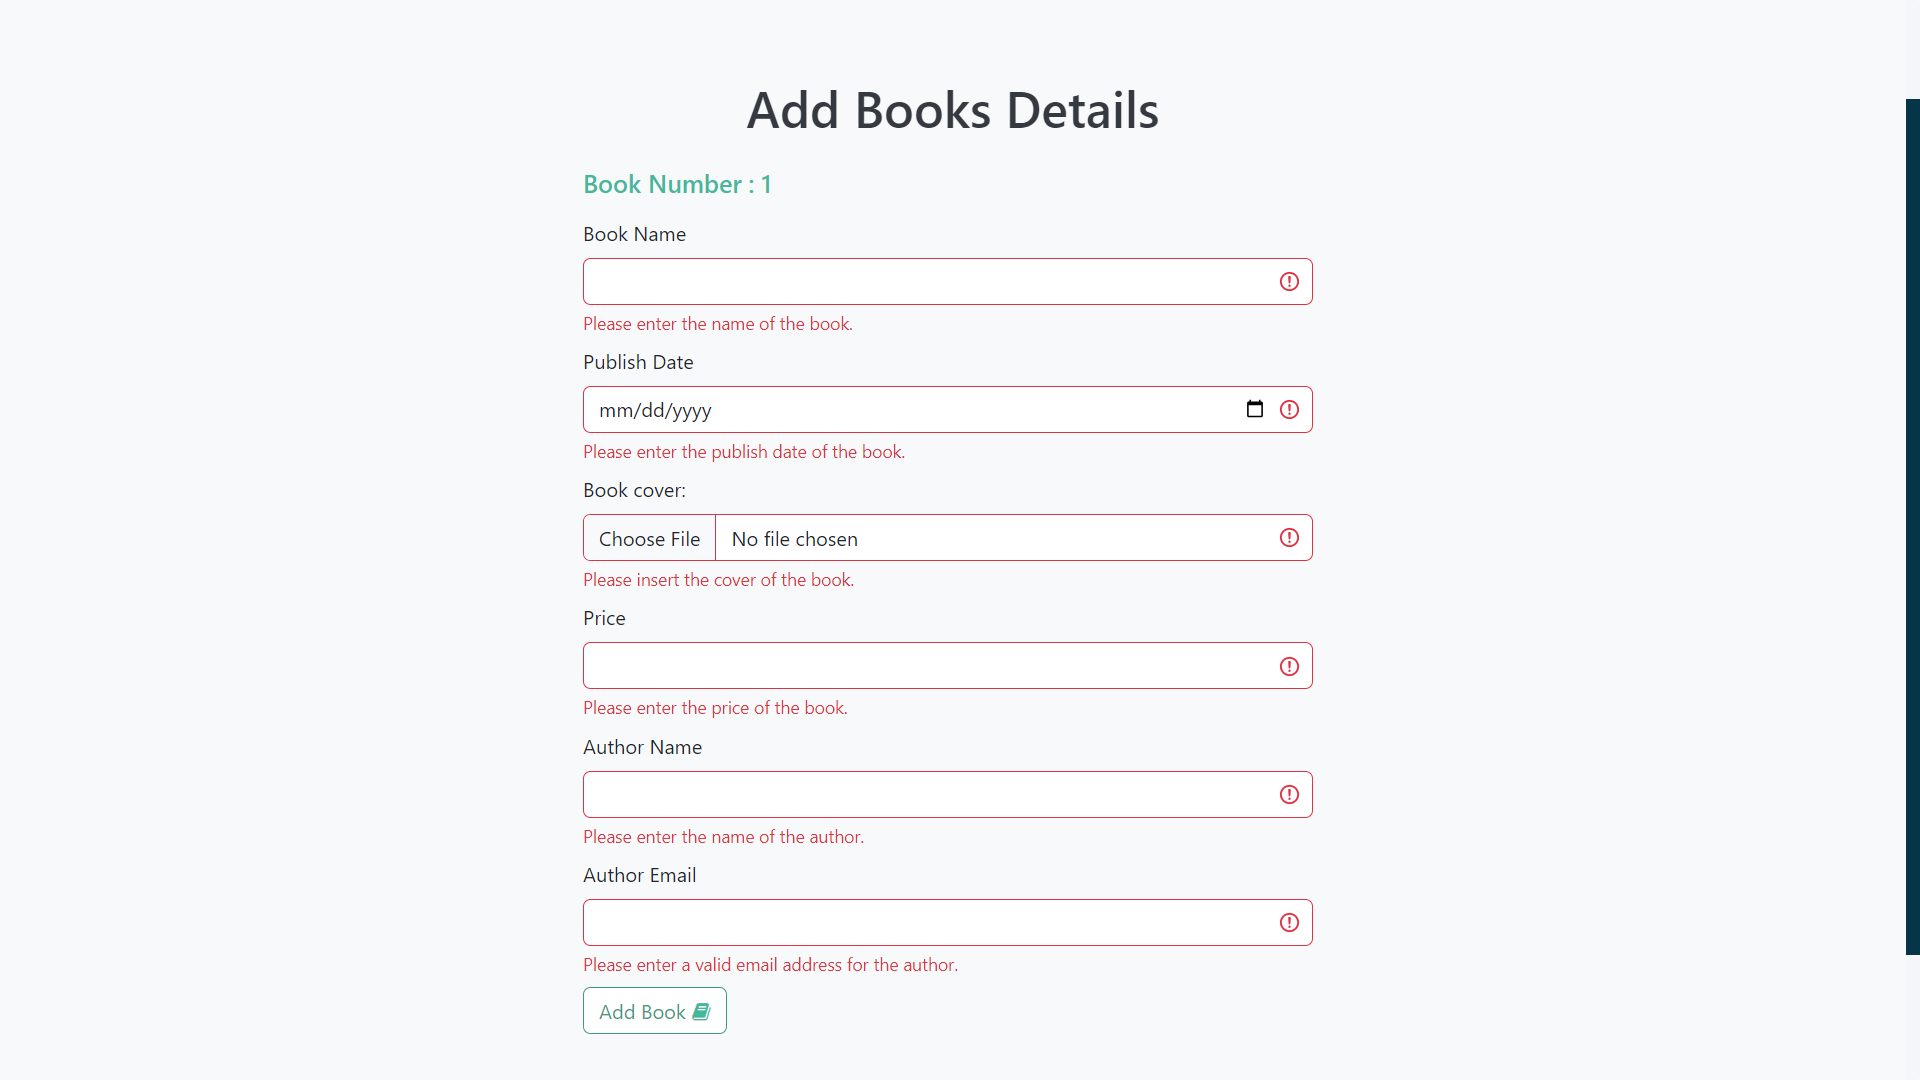 Add Books Details
Book Number : 1
Book Name
Please enter the name of the book.
Publish Date
mm/dd/yyyy
Please enter the publish date of the book.
Book cover:
Choose File No file chosen
Please insert the cover of the book.
Price
Please enter the price of the book.
Author Name
Please enter the name of the author.
Author Email
Please enter a valid email address for the author.
Add Book